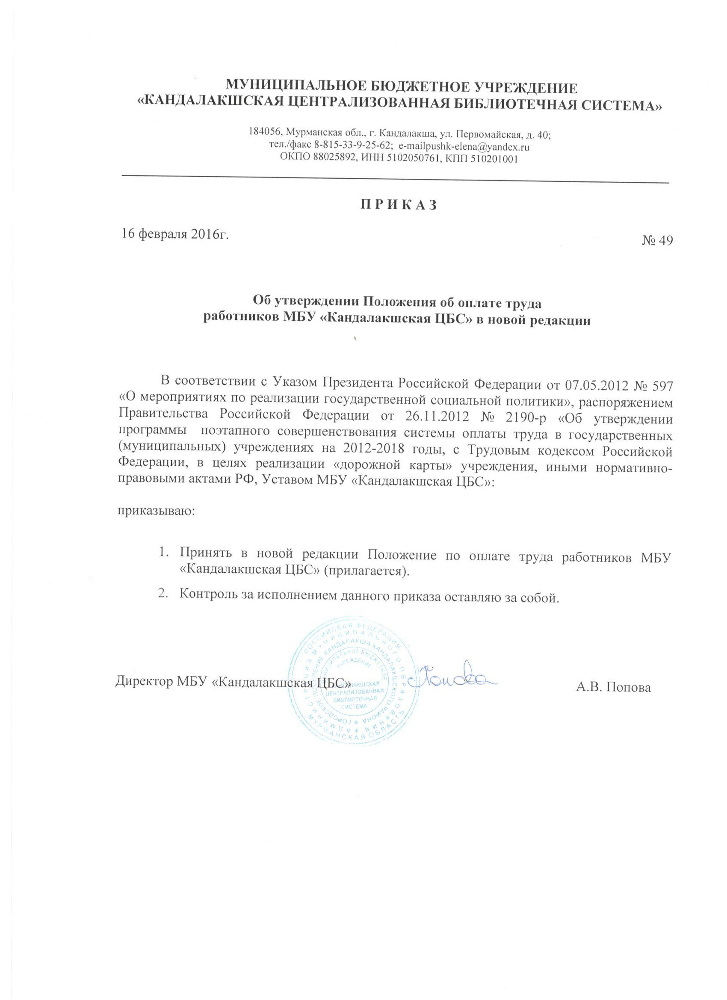 МУНИЦИПАЛЬНОЕ БЮДЖЕТНОЕ УЧРЕЖДЕНИЕ
«КАНДАЛАКШСКАЯ ЦЕНТРАЛИЗОВАННАЯ БИБЛИОТЕЧНАЯ СИСТЕМА»
184056, Мурманская обл., г. Кандалакша, ул. Первомайская, д. 40;
тел./факс 8-815-33-9-25-62; e-mailpushk-elena@yandex.ru
ОКПО 88025892, ИНН 5102050761, КПП 510201001
П Р И К А З
16 февраля 2016г.
№ 49
Об утверждении Положения об оплате труда
работников МБУ «Кандалакшская ЦБС» в новой редакции
В соответствии с Указом Президента Российской Федерации от 07.05.2012 № 597
«О мероприятиях по реализации государственной социальной политики», распоряжением
Правительства Российской Федерации от 26.11.2012 № 2190-р «Об утверждении
программы поэтапного совершенствования системы оплаты труда в государственных
(муниципальных) учреждениях на 2012-2018 годы, с Трудовым кодексом Российской
Федерации, в целях реализации «дорожной карты» учреждения, иными нормативно-
правовыми актами РФ, Уставом МБУ «Кандалакшская ЦБС»:
приказываю:
1. Принять в новой редакции Положение по оплате труда работников МБУ
«Кандалакшская ЦБС» (прилагается).
2. Контроль за исполнением данного приказа оставляю за собой.
Директор МБУ «Кандалакшская ЦБС»
Попова
А.В. Попова
РОССИЙСКАЯ ФЕДЕРАЦИЯ
МУРМАНСКАЯ ОБЛАСТЬ
АДМИНИСТРАЦИЯ МУНИЦИПАЛЬНОГО ОБРАЗОВАНИЯ
ГОРОДСКОЕ ПОСЕЛЕНИЕ КАНДАЛАКША КАНДАЛАКШСКОГО РАЙОНА
МУНИЦИПАЛЬНОЕ БЮДЖЕТНОЕ
УЧРЕЖДЕНИЕ
КАНДАЛАКШСКАЯ
ЦЕНТРАЛИЗОВАННАЯ
БИБЛИОТЕЧНАЯ
СИСТЕМА